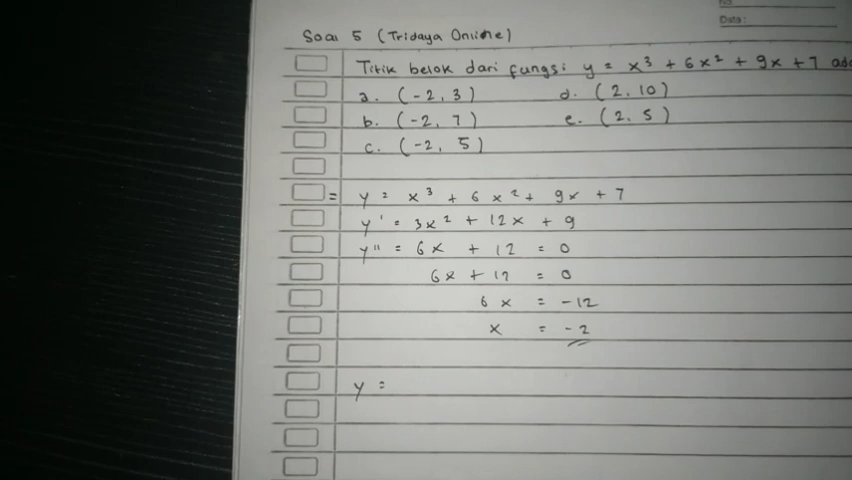 No
Date:
Soal 5 (Tridaya Online)
Titik belok dari fungsi y = x³ + 6x² + 9x + 7
a. (-2, 3) d. (2, 10)
b. (-2, 7) e. (2, 5)
c. (-2, 5)
= y = x³ + 6x² + 9x + 7
y' = 3x² + 12x + 9
y'' = 6x + 12 = 0
6x + 12 = 0
6x = -12
x = -2
y =